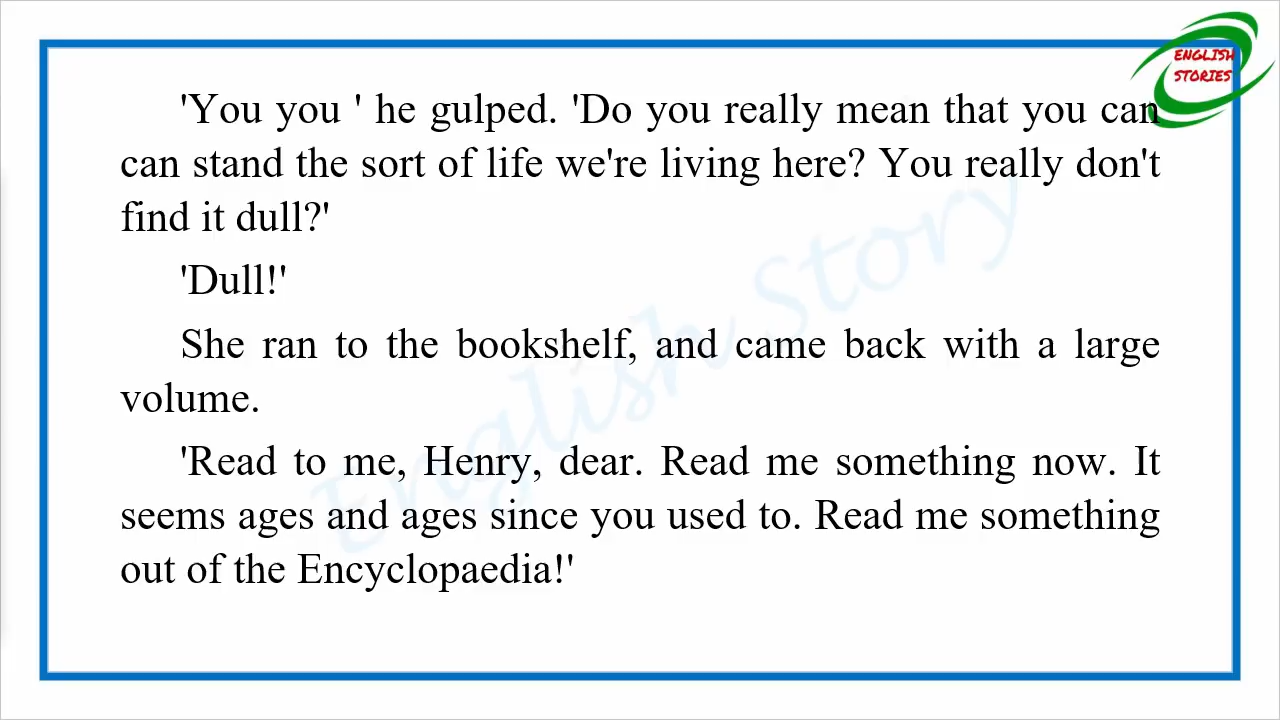 ENGLISH
STORIES
'You you ' he gulped. 'Do you really mean that you can
can stand the sort of life we're living here? You really don't
find it dull?'
'Dull!'
She ran to the bookshelf, and came back with a large
volume.
'Read to me, Henry, dear. Read me something now. It
seems ages and ages since you used to. Read me something
out of the Encyclopaedia!'
English Story